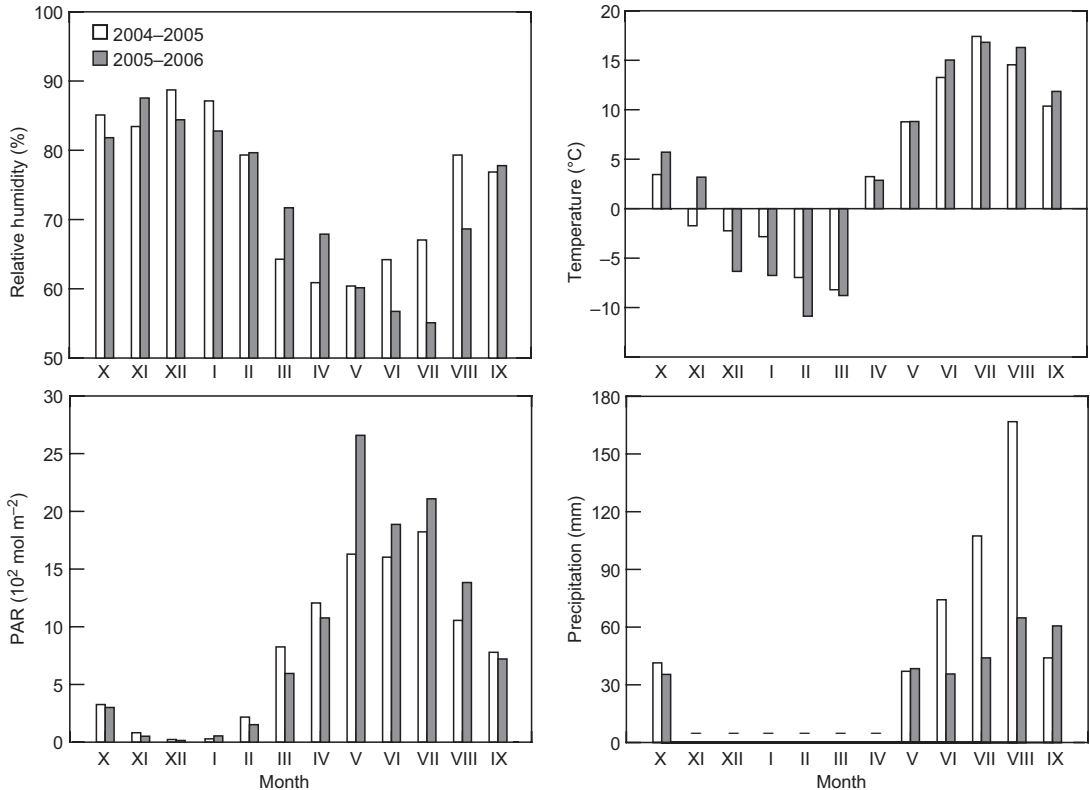 100
90
80
70
60
50
Relative humidity (%)
2004–2005
2005–2006
X XI XII I II III IV V VI VII VIII IX
20
15
10
5
0
–5
–10
Temperature (°C)
X XI XII I II III IV V VI VII VIII IX
30
25
20
15
10
5
0
PAR (10² mol m⁻²)
X XI XII I II III IV V VI VII VIII IX
Month
180
150
120
90
60
30
0
Precipitation (mm)
– – – – – –
X XI XII I II III IV V VI VII VIII IX
Month